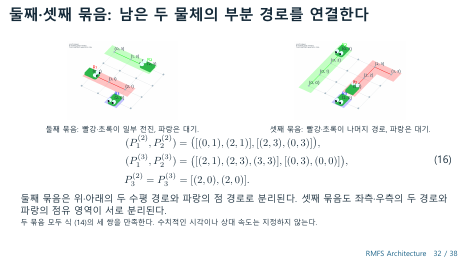 둘째·셋째 묶음: 남은 두 물체의 부분 경로를 연결한다
둘째 묶음: 빨강·초록이 일부 전진, 파랑은 대기.
셋째 묶음: 빨강·초록이 나머지 경로, 파랑은 대기.
(P_1^{(2)}, P_2^{(2)}) = ([(0, 1), (2, 1)], [(2, 3), (0, 3)]),
(P_1^{(3)}, P_2^{(3)}) = ([(2, 1), (2, 3), (3, 3)], [(0, 3), (0, 0)]),
(16)
P_3^{(2)} = P_3^{(3)} = [(2, 0), (2, 0)].
둘째 묶음은 위·아래의 두 수평 경로와 파랑의 점 경로로 분리된다. 셋째 묶음도 좌측·우측의 두 경로와
파랑의 점유 영역이 서로 분리된다.
두 묶음 모두 식 (14)의 세 쌍을 만족한다. 수치적인 시각이나 상대 속도는 지정하지 않는다.
RMFS Architecture 32 / 38